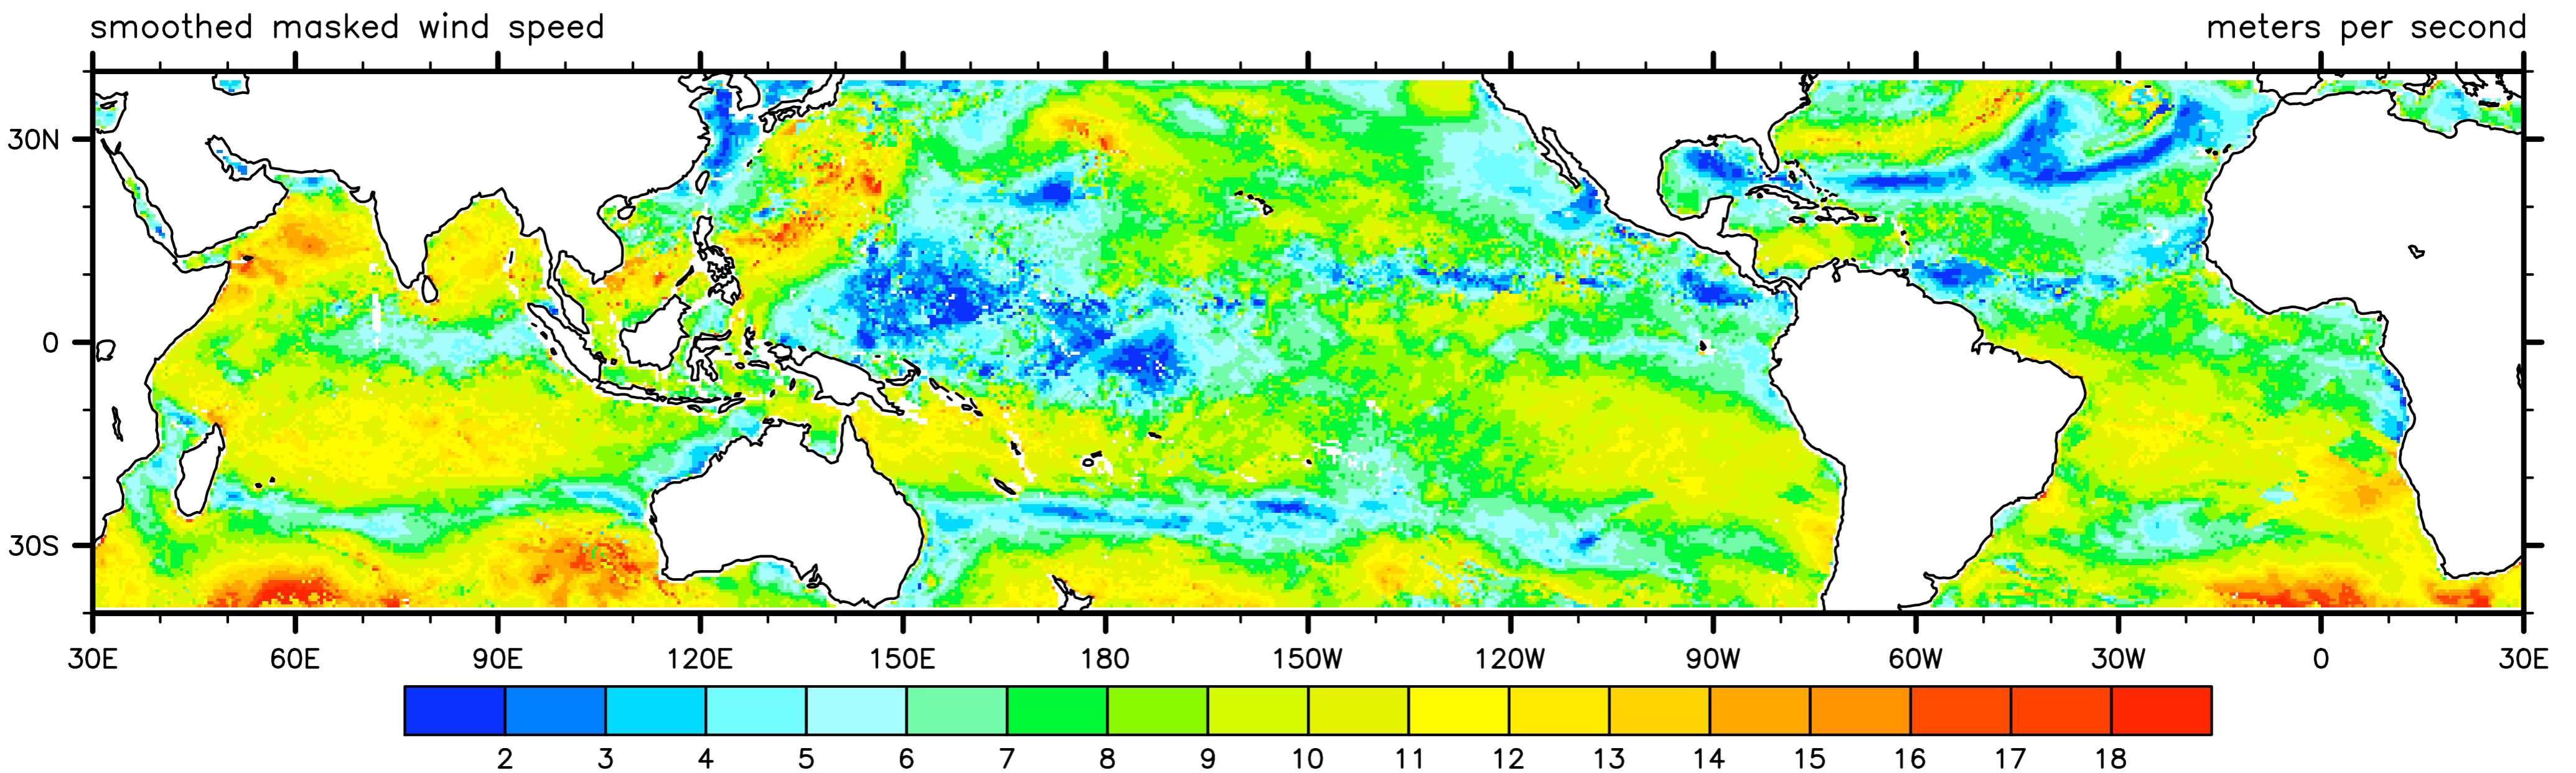 smoothed masked wind speed meters per second
30N
0
30S
30E 60E 90E 120E 150E 180 150W 120W 90W 60W 30W 0 30E
2 3 4 5 6 7 8 9 10 11 12 13 14 15 16 17 18